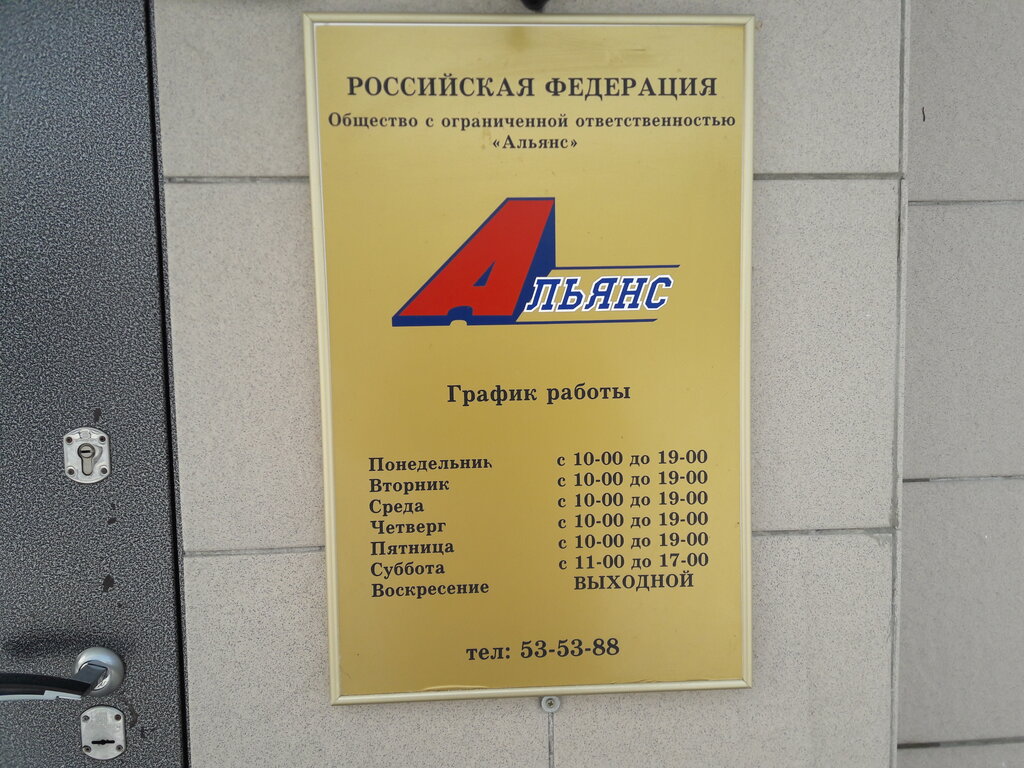 РОССИЙСКАЯ ФЕДЕРАЦИЯ
Общество с ограниченной ответственностью
«Альянс»
Альянс
График работы
Понедельник с 10-00 до 19-00
Вторник с 10-00 до 19-00
Среда с 10-00 до 19-00
Четверг с 10-00 до 19-00
Пятница с 10-00 до 19-00
Суббота с 11-00 до 17-00
Воскресение ВЫХОДНОЙ
тел: 53-53-88